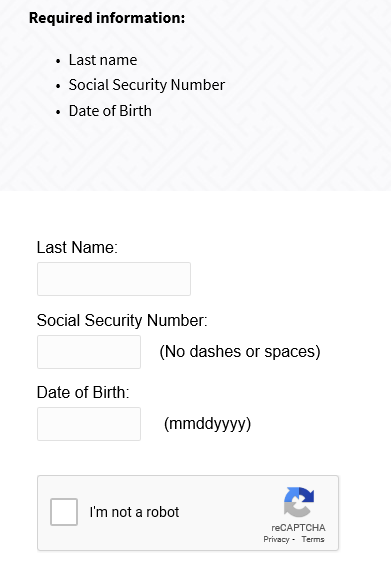 Required information:
• Last name
• Social Security Number
• Date of Birth
Last Name:
Social Security Number:
(No dashes or spaces)
Date of Birth:
(mmddyyyy)
I'm not a robot
reCAPTCHA
Privacy - Terms